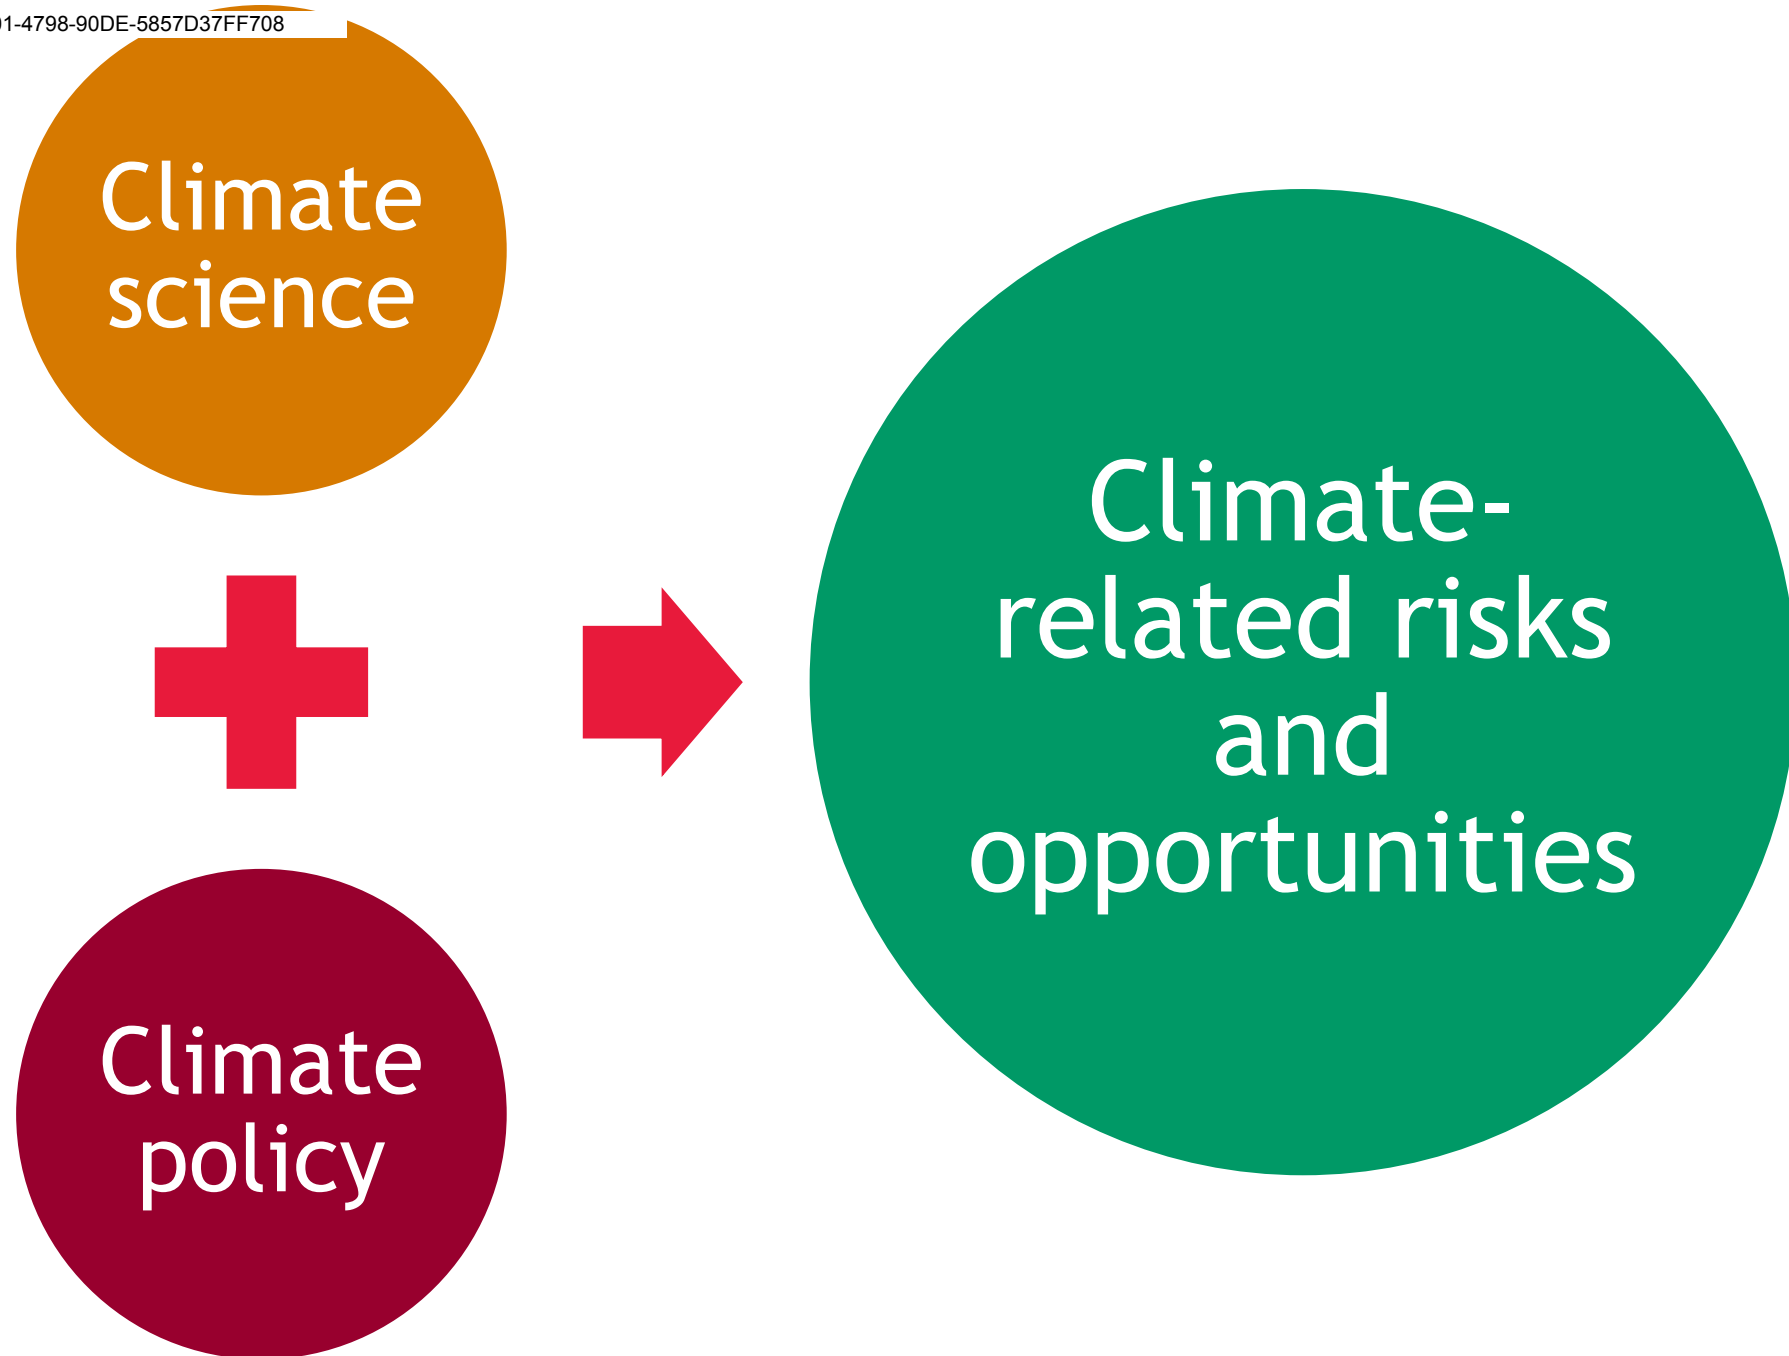 01-4798-90DE-5857D37FF708
Climate
science
Climate-
related risks
and
opportunities
Climate
policy